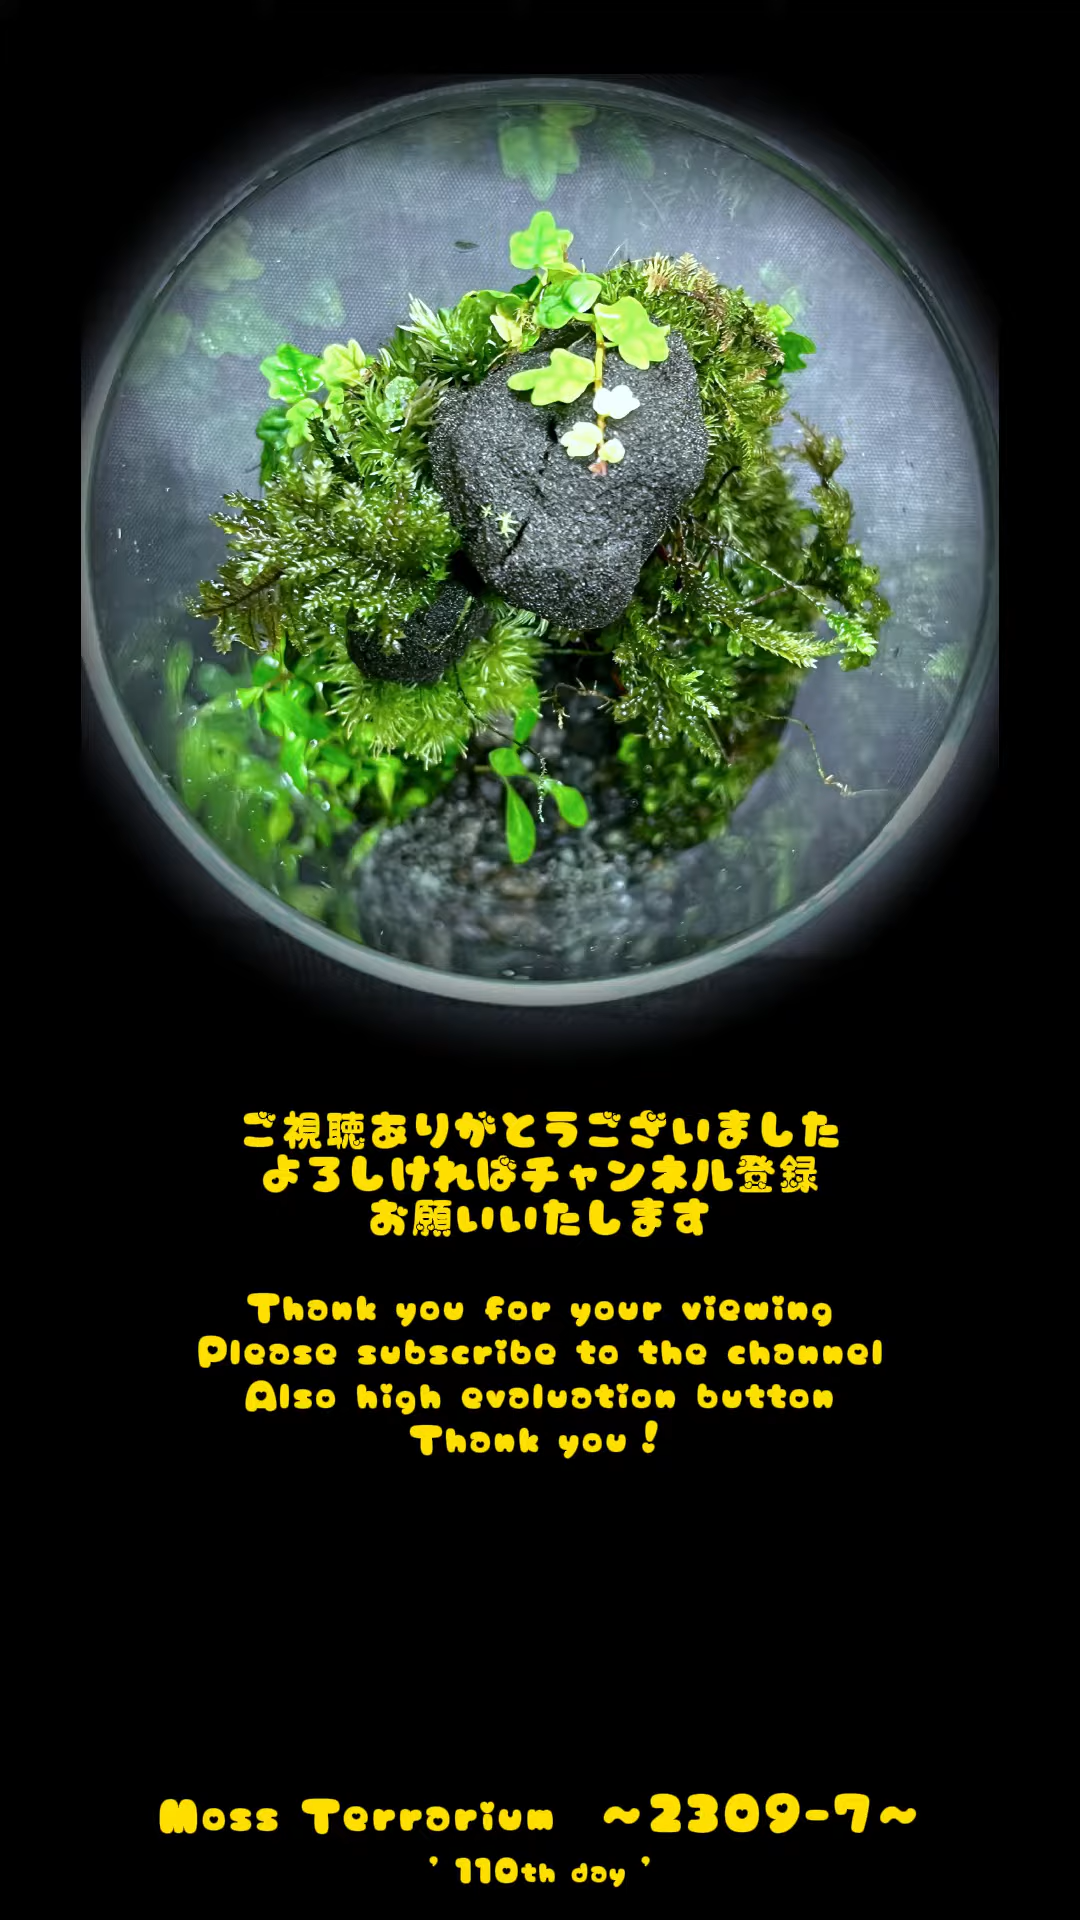 ご視聴ありがとうございました
よろしければチャンネル登録
お願いいたします
Thank you for your viewing
Please subscribe to the channel
Also high evaluation button
Thank you！
Moss Terrarium ～2309-7～
’110th day’